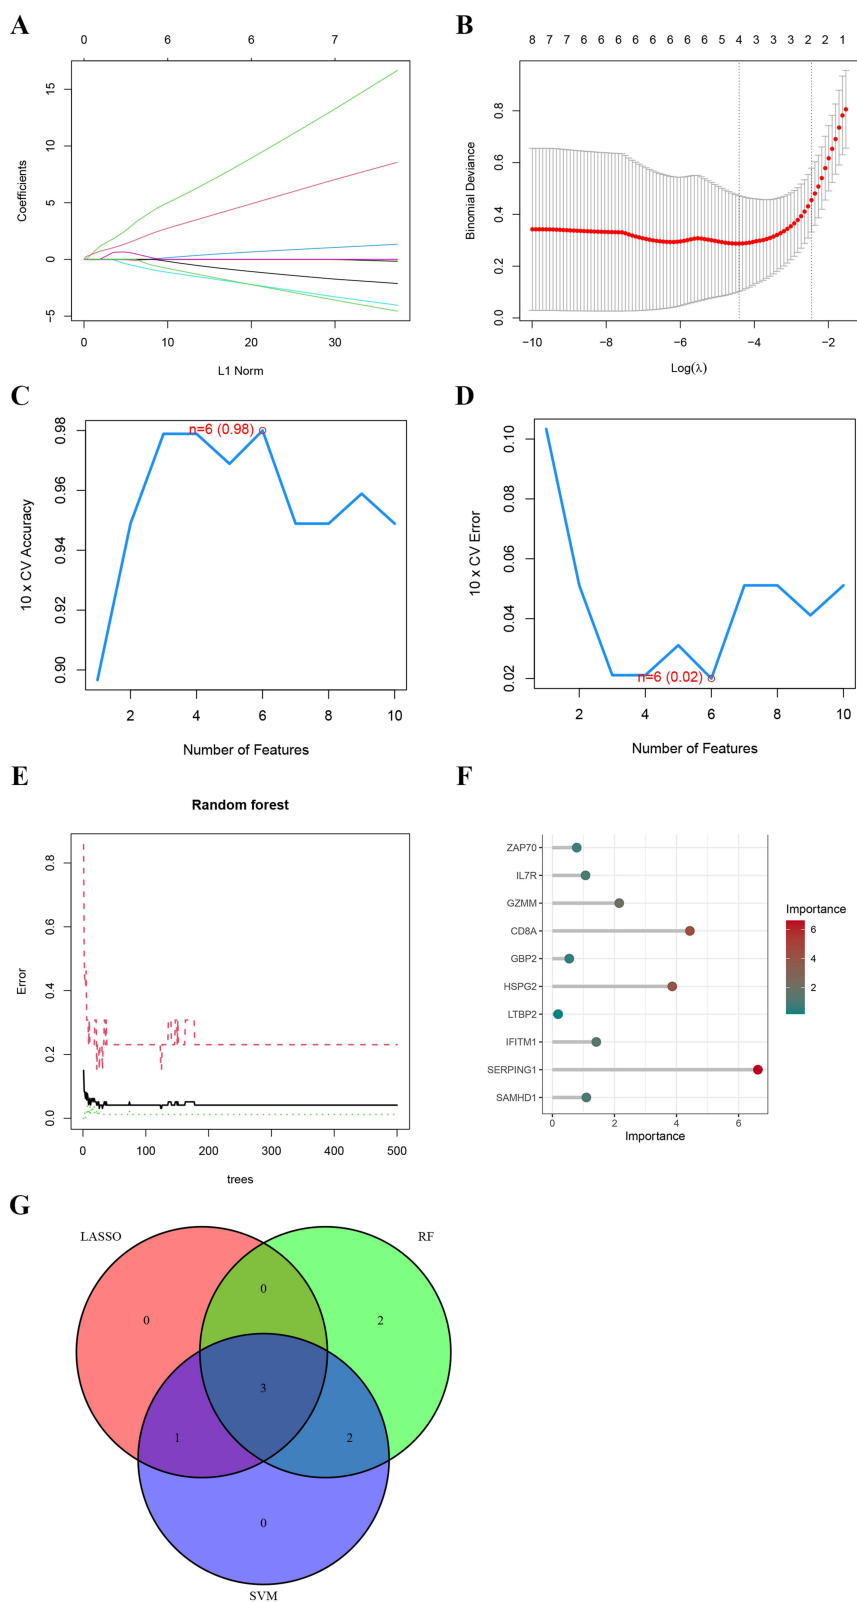 A
0 6 6 7
Coefficients
15
10
5
0
−5
0 10 20 30
L1 Norm
B
8 7 7 6 6 6 6 6 6 6 6 5 4 3 3 3 2 2 1
Binomial Deviance
0.8
0.6
0.4
0.2
0.0
−10 −8 −6 −4 −2
Log(λ)
C
10 x CV Accuracy
0.98
0.96
0.94
0.92
0.90
n=6 (0.98)
2 4 6 8 10
Number of Features
D
10 x CV Error
0.10
0.08
0.06
0.04
0.02
n=6 (0.02)
2 4 6 8 10
Number of Features
E
Random forest
Error
0.8
0.6
0.4
0.2
0.0
0 100 200 300 400 500
trees
F
ZAP70
IL7R
GZMM
CD8A
GBP2
HSPG2
LTBP2
IFITM1
SERPING1
SAMHD1
0 2 4 6
Importance
Importance
6
4
2
G
LASSO RF
0 0 2
3
1 2
0
SVM